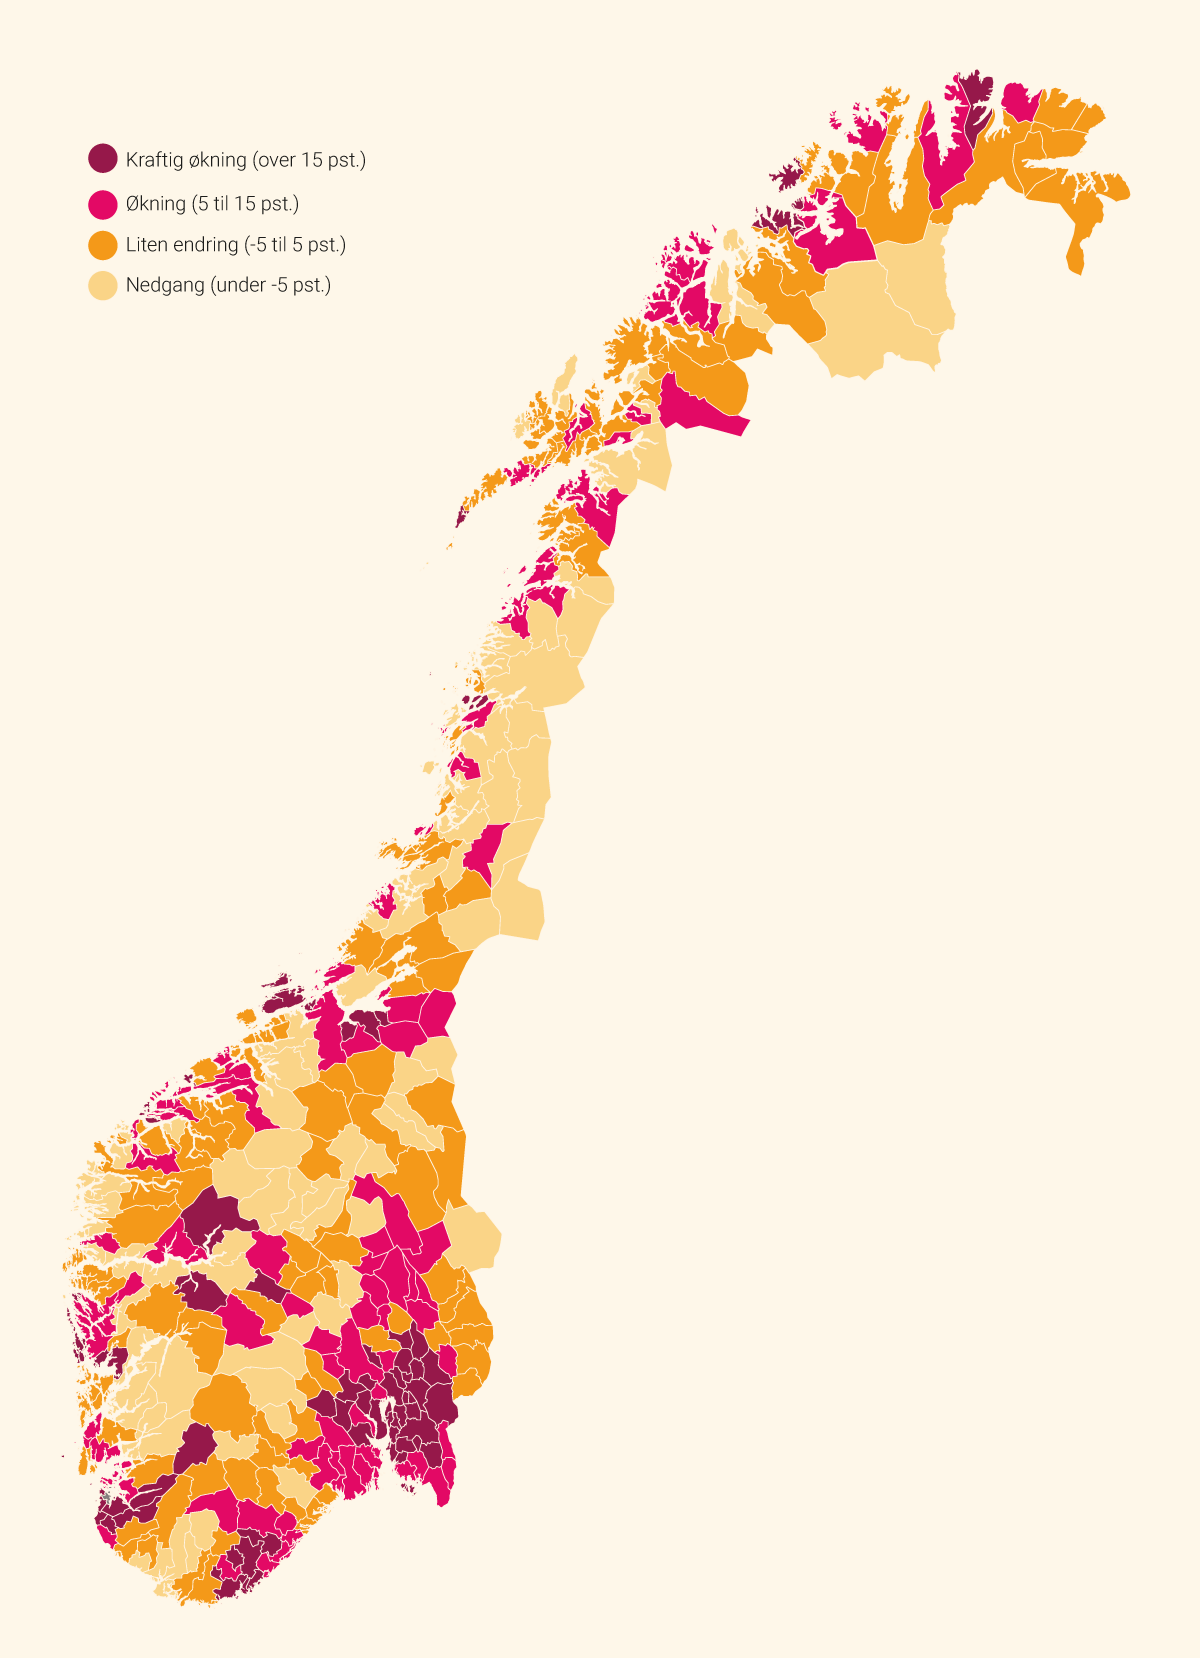 Kraftig økning (over 15 pst.)
Økning (5 til 15 pst.)
Liten endring (-5 til 5 pst.)
Nedgang (under -5 pst.)